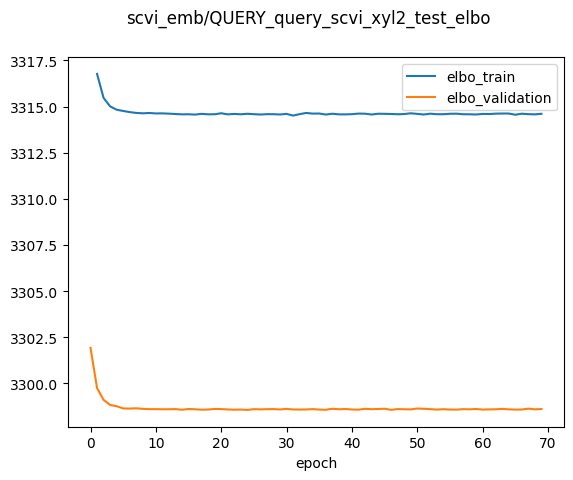 scvi_emb/QUERY_query_scvi_xyl2_test_elbo
3317.5
3315.0
3312.5
3310.0
3307.5
3305.0
3302.5
3300.0
elbo_train
elbo_validation
0 10 20 30 40 50 60 70
epoch